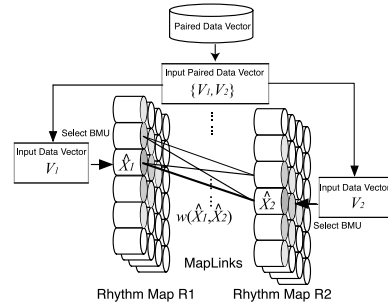 Paired Data Vector
Input Paired Data Vector
{V₁,V₂}
Select BMU
Input Data Vector
V₁
X̂₁
w(X̂₁,X̂₂)
X̂₂
Input Data Vector
V₂
Select BMU
MapLinks
Rhythm Map R1
Rhythm Map R2